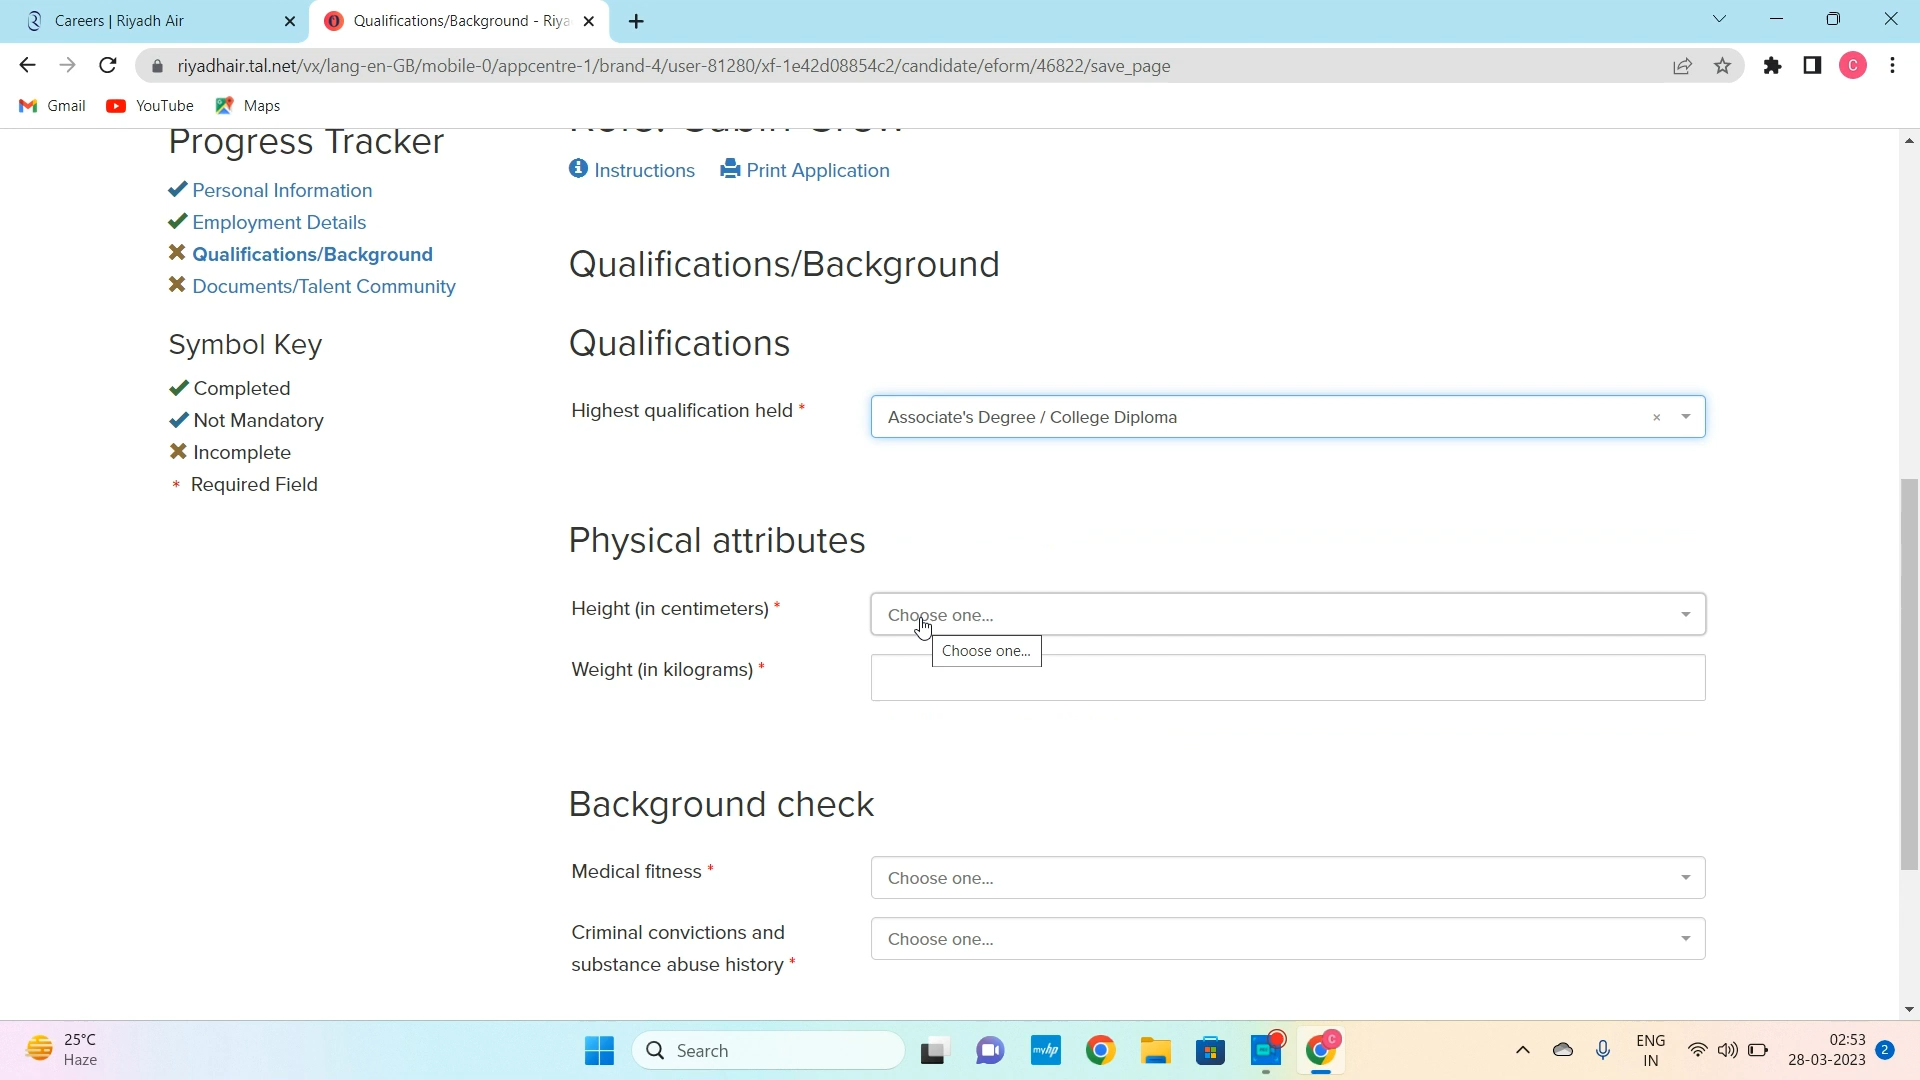 Careers | Riyadh Air
Qualifications/Background - Riya
riyadhair.tal.net/vx/lang-en-GB/mobile-0/appcentre-1/brand-4/user-81280/xf-1e42d08854c2/candidate/eform/46822/save_page
C
Gmail
YouTube
Maps
Progress Tracker
Personal Information
Employment Details
Qualifications/Background
Documents/Talent Community
Symbol Key
Completed
Not Mandatory
Incomplete
* Required Field
Role: Cabin Crew
Instructions
Print Application
Qualifications/Background
Qualifications
Highest qualification held *
Associate's Degree / College Diploma
Physical attributes
Height (in centimeters) *
Choose one...
Choose one...
Weight (in kilograms) *
Background check
Medical fitness *
Choose one...
Criminal convictions and
substance abuse history *
Choose one...
25°C
Haze
Search
myhp
C
ENG
IN
02:53
28-03-2023
2